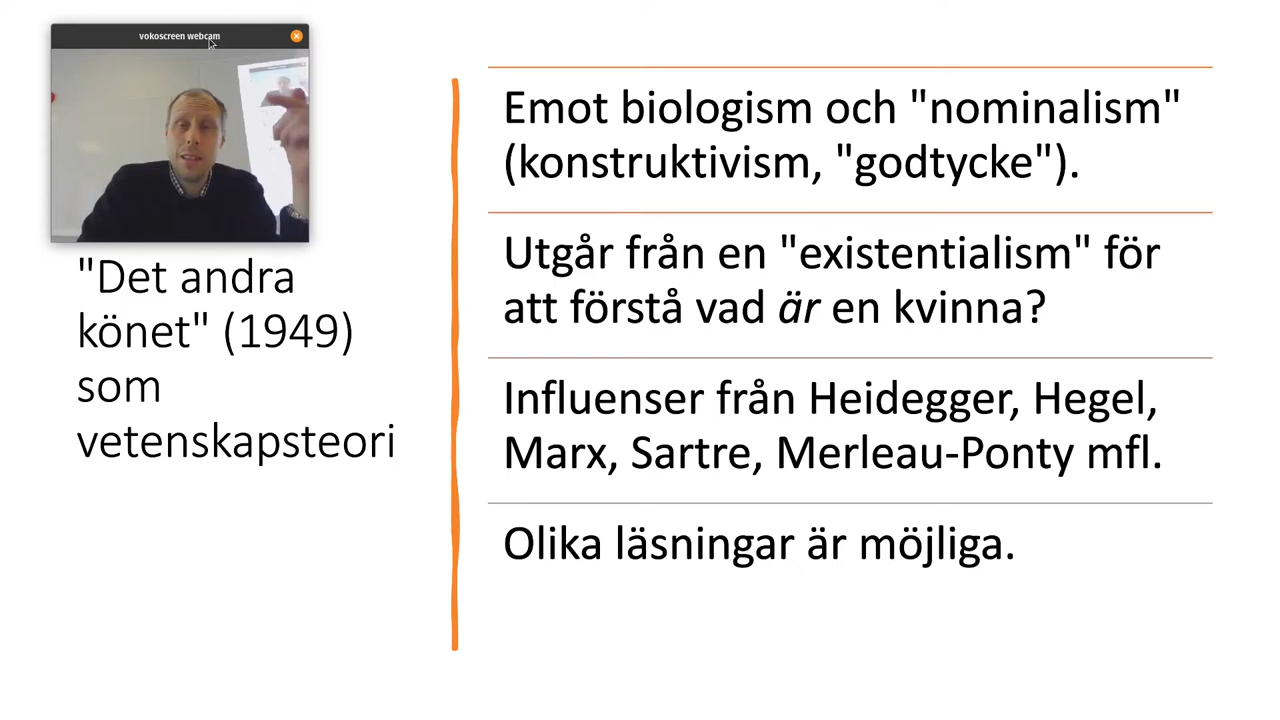 vokoscreen webcam
"Det andra
könet" (1949)
som
vetenskapsteori
Emot biologism och "nominalism"
(konstruktivism, "godtycke").
Utgår från en "existentialism" för
att förstå vad är en kvinna?
Influenser från Heidegger, Hegel,
Marx, Sartre, Merleau-Ponty mfl.
Olika läsningar är möjliga.